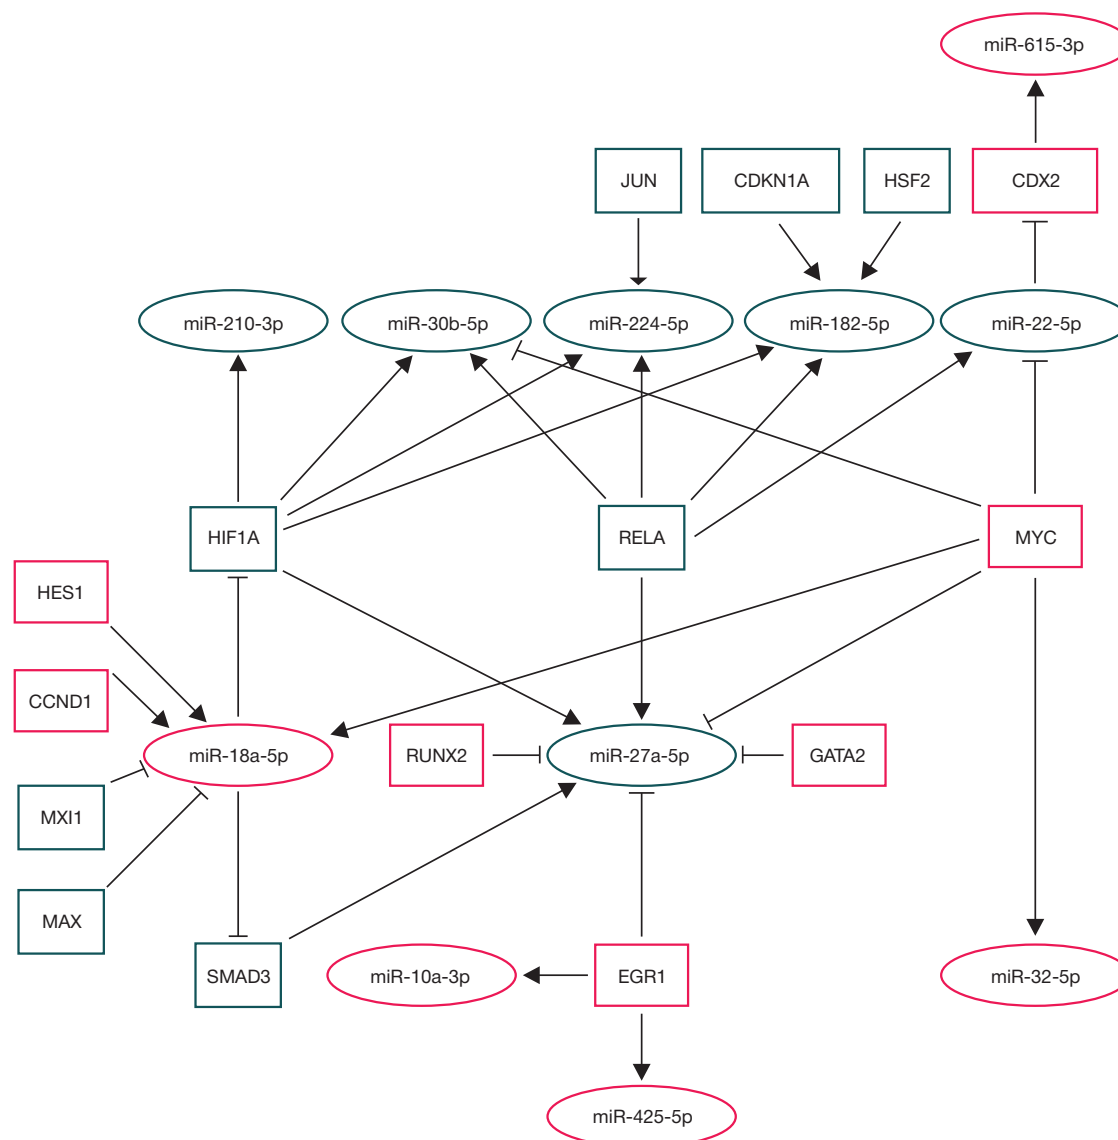 miR-615-3p
JUN
CDKN1A
HSF2
CDX2
miR-210-3p
miR-30b-5p
miR-224-5p
miR-182-5p
miR-22-5p
HIF1A
RELA
MYC
HES1
CCND1
miR-18a-5p
RUNX2
miR-27a-5p
GATA2
MXI1
MAX
SMAD3
miR-10a-3p
EGR1
miR-32-5p
miR-425-5p